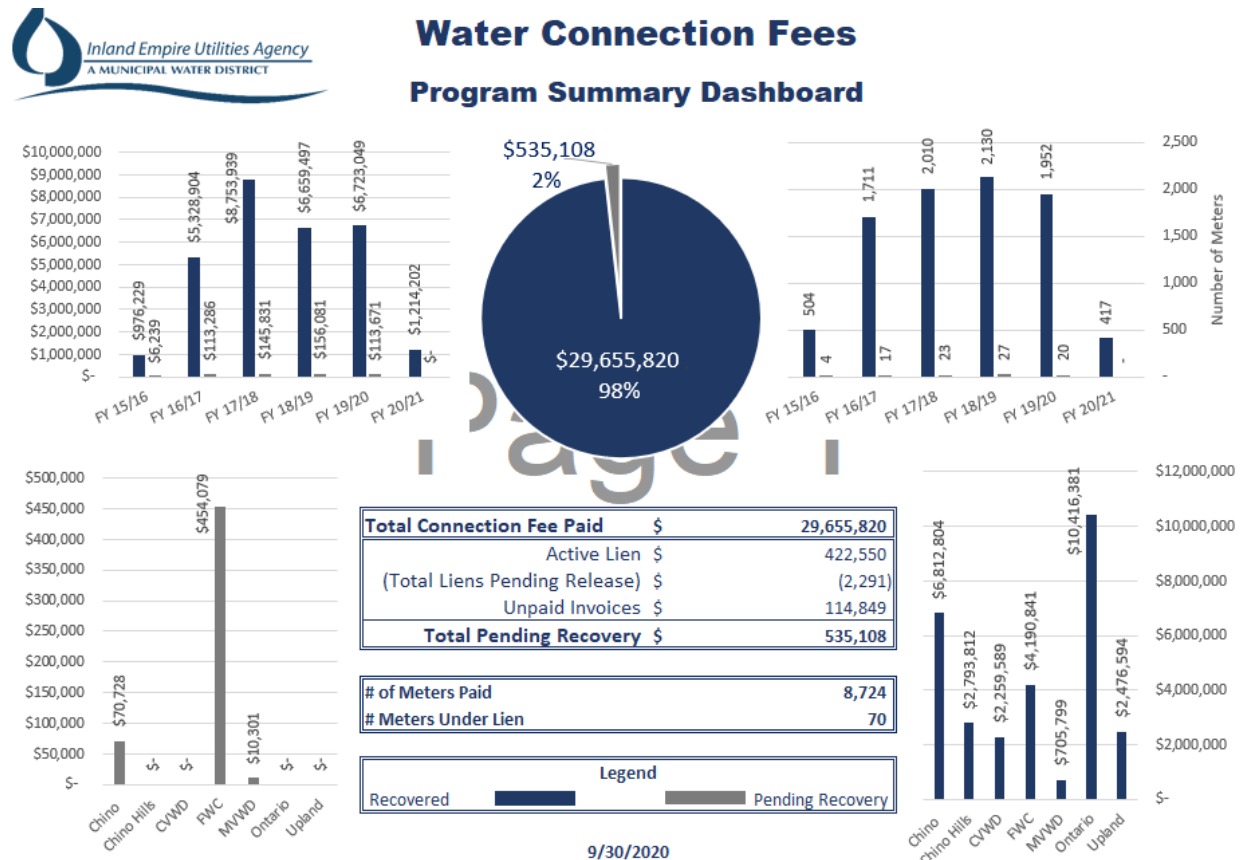 Inland Empire Utilities Agency
A MUNICIPAL WATER DISTRICT
Water Connection Fees
Program Summary Dashboard
$10,000,000
$9,000,000
$8,000,000
$7,000,000
$6,000,000
$5,000,000
$4,000,000
$3,000,000
$2,000,000
$1,000,000
$-
$976,229
$6,239
$5,328,904
$113,286
$8,753,939
$145,831
$6,659,497
$156,081
$6,723,049
$113,671
$1,214,202
$-
FY 15/16
FY 16/17
FY 17/18
FY 18/19
FY 19/20
FY 20/21
$535,108
2%
$29,655,820
98%
504
4
1,711
17
2,010
23
2,130
27
1,952
20
417
-
2,500
2,000
1,500
1,000
500
-
Number of Meters
FY 15/16
FY 16/17
FY 17/18
FY 18/19
FY 19/20
FY 20/21
Page 1
$500,000
$450,000
$400,000
$350,000
$300,000
$250,000
$200,000
$150,000
$100,000
$50,000
$-
$70,728
$-
$-
$454,079
$10,301
$-
$-
Chino
Chino Hills
CVWD
FWC
MVWD
Ontario
Upland
Total Connection Fee Paid $ 29,655,820
Active Lien $ 422,550
(Total Liens Pending Release) $ (2,291)
Unpaid Invoices $ 114,849
Total Pending Recovery $ 535,108
# of Meters Paid 8,724
# Meters Under Lien 70
Legend
Recovered Pending Recovery
9/30/2020
$6,812,804
$2,793,812
$2,259,589
$4,190,841
$705,799
$10,416,381
$2,476,594
$12,000,000
$10,000,000
$8,000,000
$6,000,000
$4,000,000
$2,000,000
$-
Chino
Chino Hills
CVWD
FWC
MVWD
Ontario
Upland